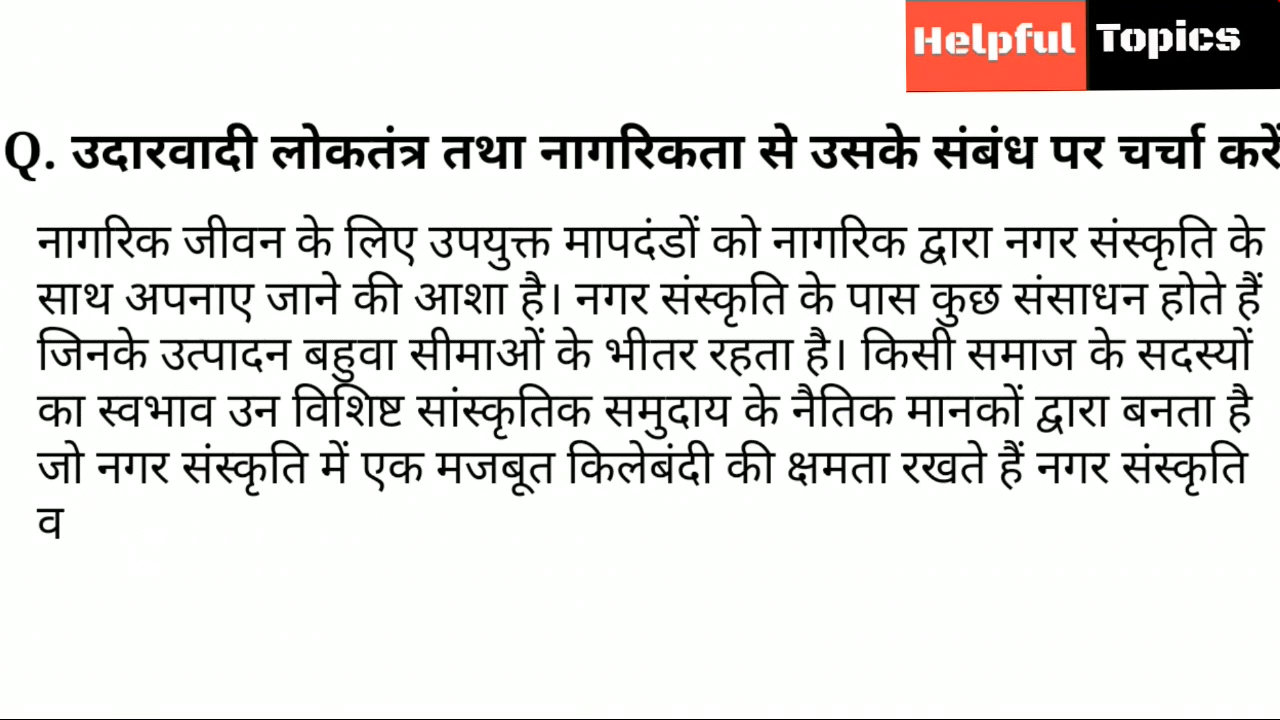 Helpful Topics
Q. उदारवादी लोकतंत्र तथा नागरिकता से उसके संबंध पर चर्चा करें
नागरिक जीवन के लिए उपयुक्त मापदंडों को नागरिक द्वारा नगर संस्कृति के
साथ अपनाए जाने की आशा है। नगर संस्कृति के पास कुछ संसाधन होते हैं
जिनके उत्पादन बहुवा सीमाओं के भीतर रहता है। किसी समाज के सदस्यों
का स्वभाव उन विशिष्ट सांस्कृतिक समुदाय के नैतिक मानकों द्वारा बनता है
जो नगर संस्कृति में एक मजबूत किलेबंदी की क्षमता रखते हैं नगर संस्कृति
व